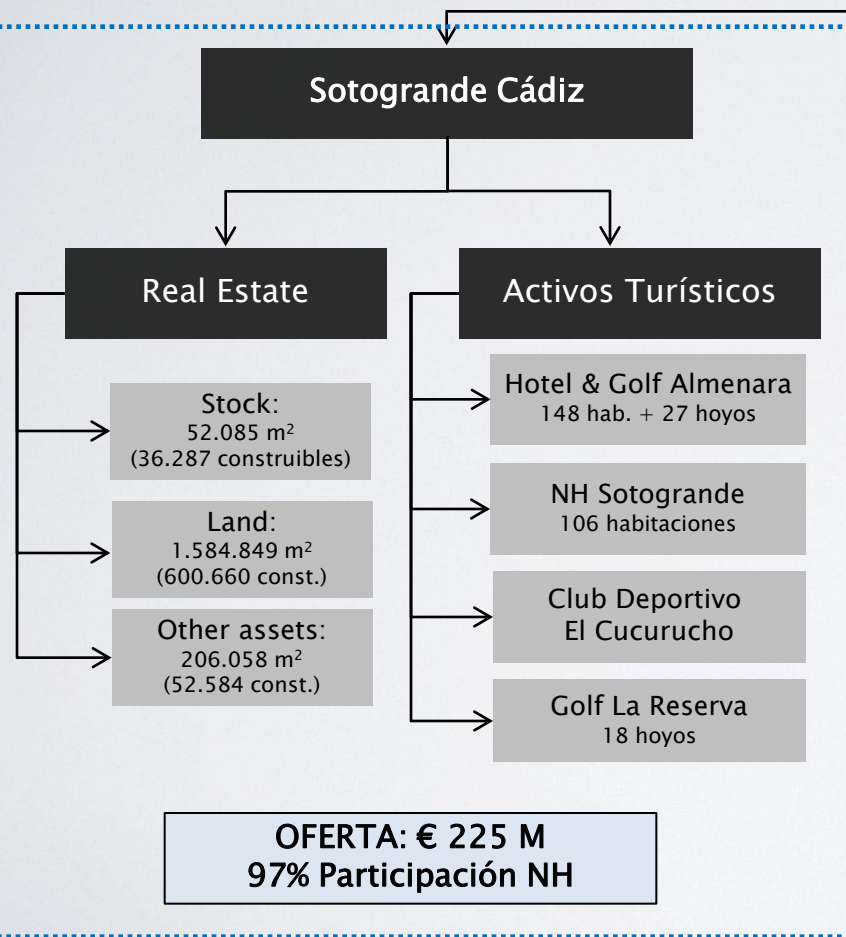 Sotogrande Cádiz
Real Estate
Stock:
52.085 m²
(36.287 construibles)
Land:
1.584.849 m²
(600.660 const.)
Other assets:
206.058 m²
(52.584 const.)
Activos Turísticos
Hotel & Golf Almenara
148 hab. + 27 hoyos
NH Sotogrande
106 habitaciones
Club Deportivo
El Cucurucho
Golf La Reserva
18 hoyos
OFERTA: € 225 M
97% Participación NH